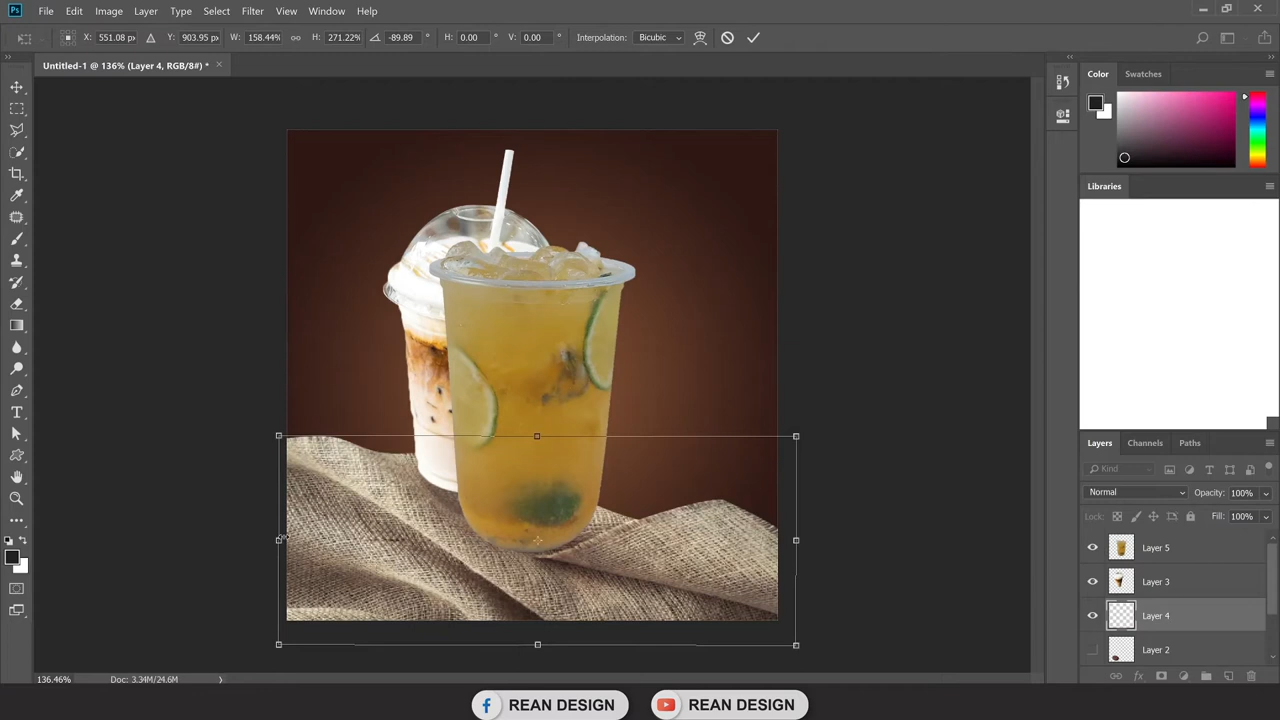 Ps File Edit Image Layer Type Select Filter View Window Help
X: 551.08 p Y: 903.95 px W: 158.44% H: 271.22% -89.89 ° H: 0.00 ° V: 0.00 ° Interpolation: Bicubic
Untitled-1 @ 136% (Layer 4, RGB/8#) *
Color Swatches
Libraries
Layers Channels Paths
Kind
Normal Opacity: 100%
Lock: Fill: 100%
Layer 5
Layer 3
Layer 4
Layer 2
136.46% Doc: 3.34M/24.6M
REAN DESIGN REAN DESIGN